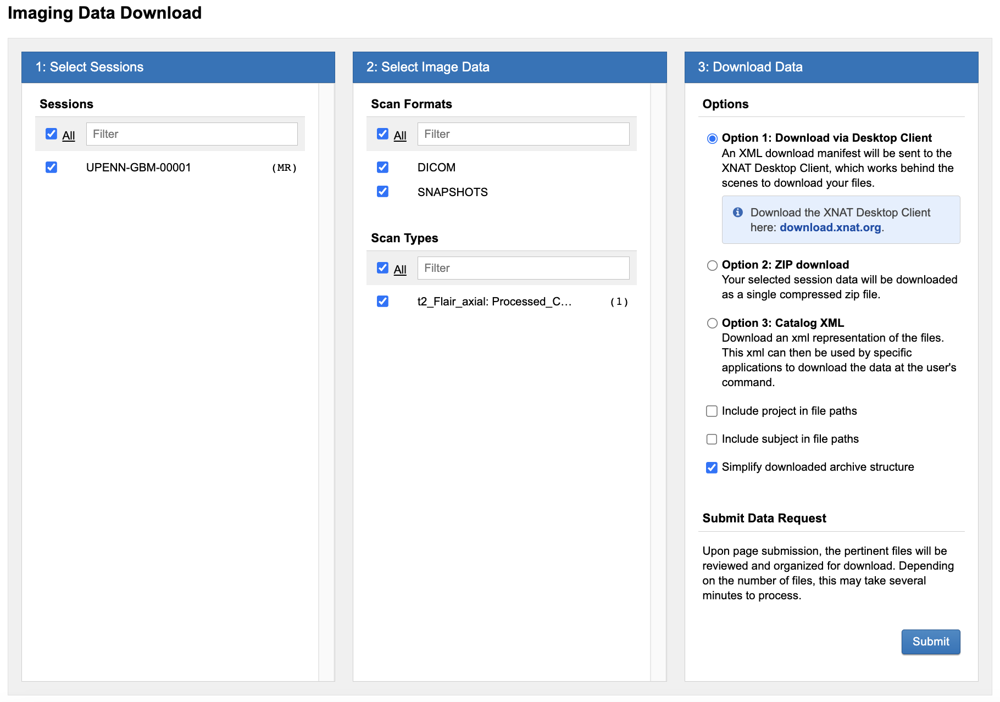 Imaging Data Download
1: Select Sessions
Sessions
All
Filter
UPENN-GBM-00001
(MR)
2: Select Image Data
Scan Formats
All
Filter
DICOM
SNAPSHOTS
Scan Types
All
Filter
t2_Flair_axial: Processed_C...
(1)
3: Download Data
Options
Option 1: Download via Desktop Client
An XML download manifest will be sent to the
XNAT Desktop Client, which works behind the
scenes to download your files.
Download the XNAT Desktop Client
here: download.xnat.org.
Option 2: ZIP download
Your selected session data will be downloaded
as a single compressed zip file.
Option 3: Catalog XML
Download an xml representation of the files.
This xml can then be used by specific
applications to download the data at the user's
command.
Include project in file paths
Include subject in file paths
Simplify downloaded archive structure
Submit Data Request
Upon page submission, the pertinent files will be
reviewed and organized for download. Depending
on the number of files, this may take several
minutes to process.
Submit